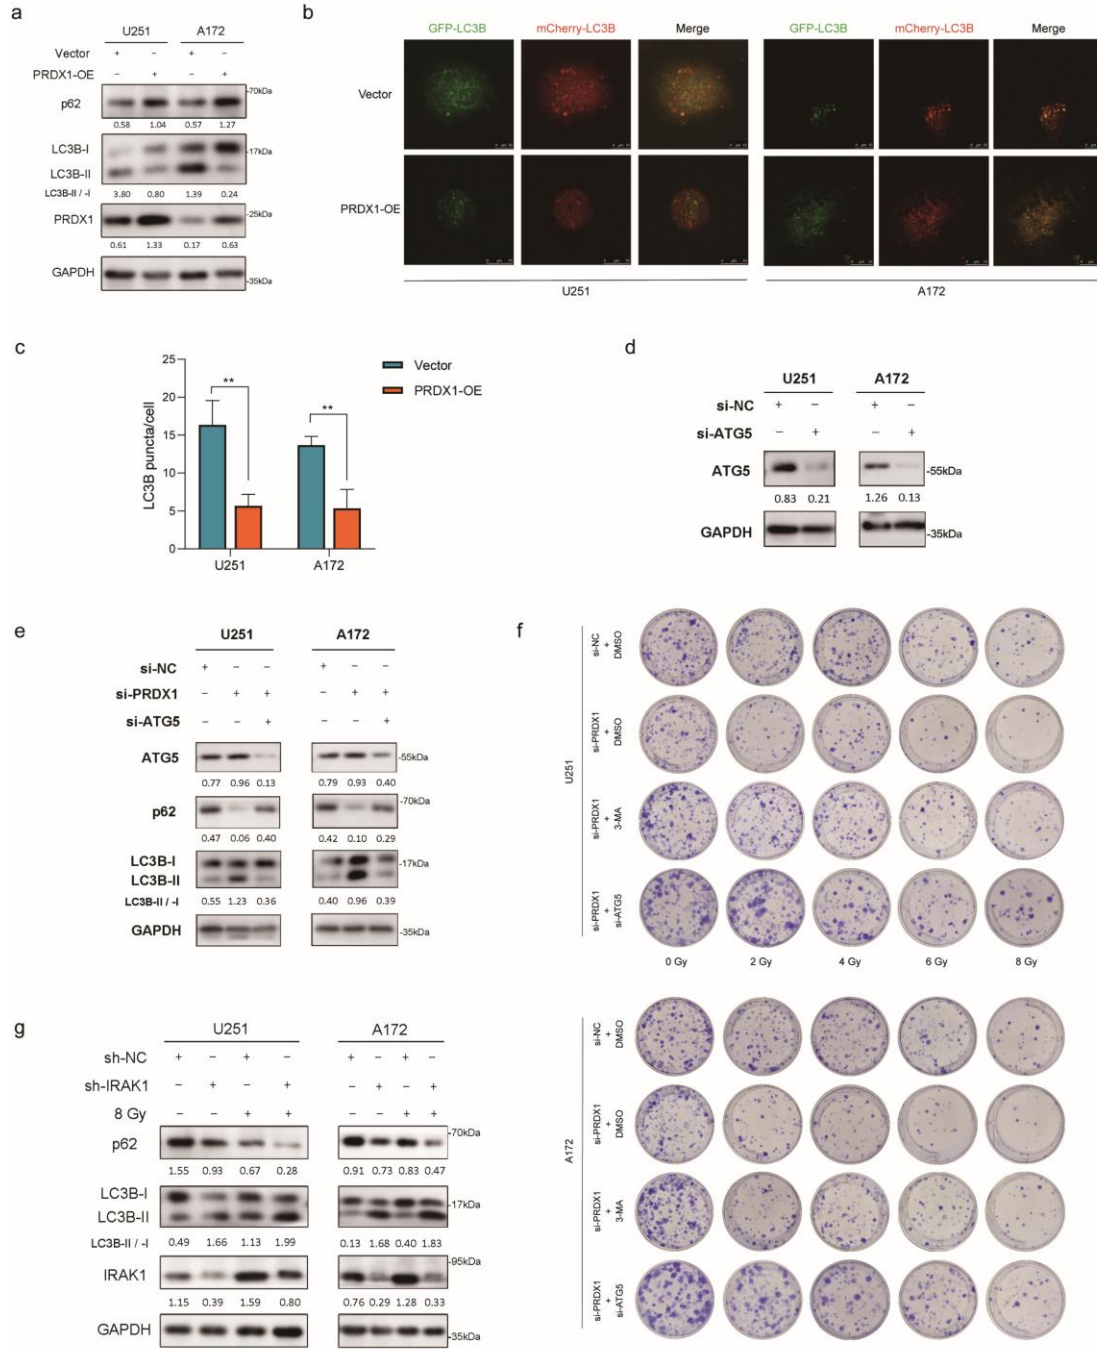 a
U251 A172
Vector + – + –
PRDX1-OE – + – +
p62 -70kDa
0.58 1.04 0.57 1.27
LC3B-I -17kDa
LC3B-II
LC3B-II / -I 3.80 0.80 1.39 0.24
PRDX1 -25kDa
0.61 1.33 0.17 0.63
GAPDH -35kDa
b
GFP-LC3B mCherry-LC3B Merge GFP-LC3B mCherry-LC3B Merge
Vector
PRDX1-OE
U251 A172
c
LC3B puncta/cell
25
20
15
10
5
0
** **
U251 A172
Vector
PRDX1-OE
d
U251 A172
si-NC + – + –
si-ATG5 – + – +
ATG5 -55kDa
0.83 0.21 1.26 0.13
GAPDH -35kDa
e
U251 A172
si-NC + – – + – –
si-PRDX1 – + + – + +
si-ATG5 – – + – – +
ATG5 -55kDa
0.77 0.96 0.13 0.79 0.93 0.40
p62 -70kDa
0.47 0.06 0.40 0.42 0.10 0.29
LC3B-I -17kDa
LC3B-II
LC3B-II / -I 0.55 1.23 0.36 0.40 0.96 0.39
GAPDH -35kDa
f
U251
si-NC + DMSO
si-PRDX1 + DMSO
si-PRDX1 + 3-MA
si-PRDX1 + si-ATG5
0 Gy 2 Gy 4 Gy 6 Gy 8 Gy
A172
si-NC + DMSO
si-PRDX1 + DMSO
si-PRDX1 + 3-MA
si-PRDX1 + si-ATG5
g
U251 A172
sh-NC + – + – + – + –
sh-IRAK1 – + – + – + – +
8 Gy – – + + – – + +
p62 -70kDa
1.55 0.93 0.67 0.28 0.91 0.73 0.83 0.47
LC3B-I -17kDa
LC3B-II
LC3B-II / -I 0.49 1.66 1.13 1.99 0.13 1.68 0.40 1.83
IRAK1 -95kDa
1.15 0.39 1.59 0.80 0.76 0.29 1.28 0.33
GAPDH -35kDa